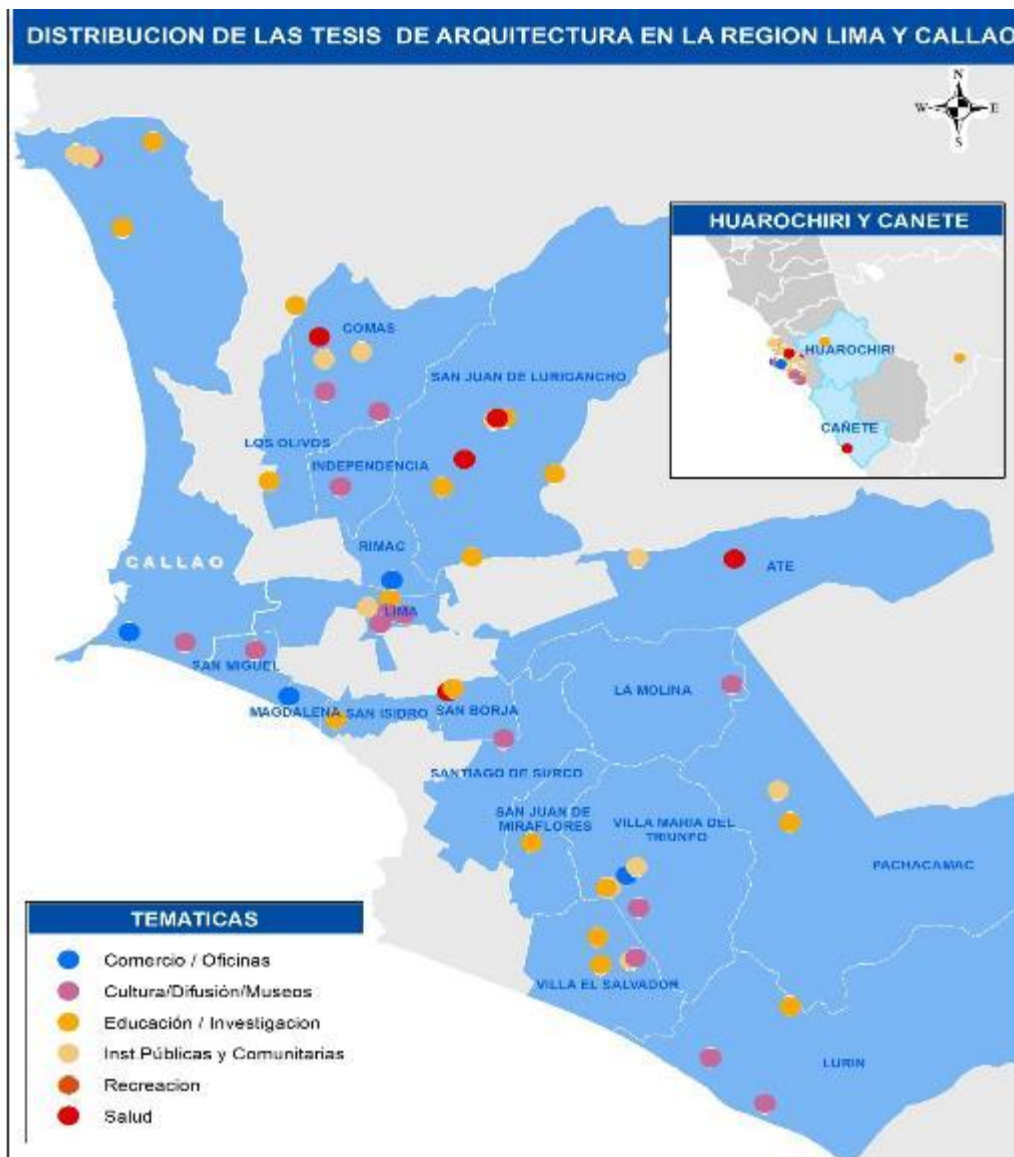 DISTRIBUCION DE LAS TESIS DE ARQUITECTURA EN LA REGION LIMA Y CALLAO
N
W
E
S
HUAROCHIRI Y CANETE
HUAROCHIRI
CAÑETE
COMAS
SAN JUAN DE LURIGANCHO
LOS OLIVOS
INDEPENDENCIA
RIMAC
CALLAO
ATE
LIMA
SAN MIGUEL
LA MOLINA
MAGDALENA
SAN ISIDRO
SAN BORJA
SANTIAGO DE SURCO
SAN JUAN DE
MIRAFLORES
VILLA MARIA DEL
TRIUNFO
PACHACAMAC
VILLA EL SALVADOR
LURIN
TEMATICAS
Comercio / Oficinas
Cultura/Difusión/Museos
Educación / Investigacion
Inst.Públicas y Comunitarias
Recreacion
Salud